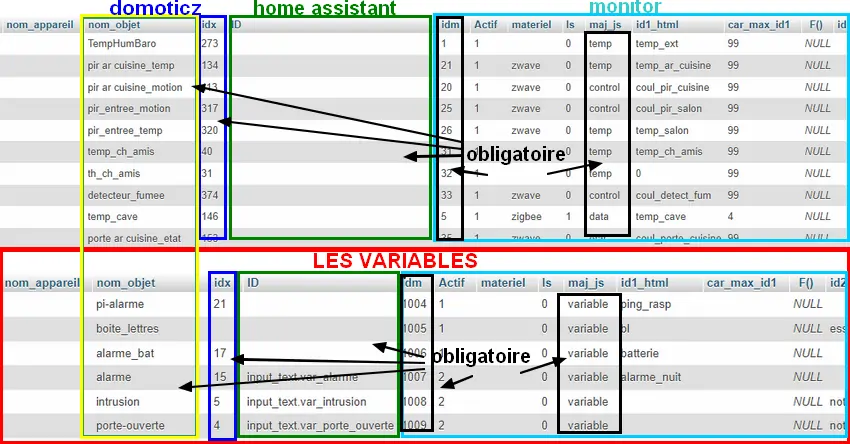 domoticz home assistant monitor
nom_appareil nom_objet idx ID idm Actif materiel ls maj_js id1_html car_max_id1 F() id
TempHumBaro 273 1 1 0 temp temp_ext 99 NULL
pir ar cuisine_temp 134 21 1 zwave 0 temp temp_ar_cuisine 99 NULL
pir ar cuisine_motion 113 20 1 zwave 0 control coul_pir_cuisine 99 NULL
pir_entree_motion 317 25 1 zwave 0 control coul_pir_salon 99 NULL
pir_entree_temp 320 26 1 zwave 0 temp temp_salon 99 NULL
temp_ch_amis 40 31 0 temp temp_ch_amis 99 NULL
obligatoire
th_ch_amis 31 32 1 0 temp 0 99 NULL
detecteur_fumee 374 33 1 zwave 0 control coul_detect_fum 99 NULL
temp_cave 146 5 1 zigbee 1 data temp_cave 4 NULL
porte ar cuisine_etat 35 1 zwave 0 coul_porte_cuisine 99 NULL
LES VARIABLES
nom_appareil nom_objet idx ID idm Actif materiel ls maj_js id1_html car_max_id1 F() id2
pi-alarme 21 1004 1 0 variable ping_rasp NULL
boite_lettres 1005 1 0 variable bl NULL ess
alarme_bat 17 1006 1 0 variable batterie NULL
obligatoire
alarme 15 input_text.var_alarme 1007 2 0 variable alarme_nuit NULL
intrusion 5 input_text.var_intrusion 1008 2 0 variable NULL not
porte-ouverte 4 input_text.var_porte_ouverte 1009 2 0 variable NULL not